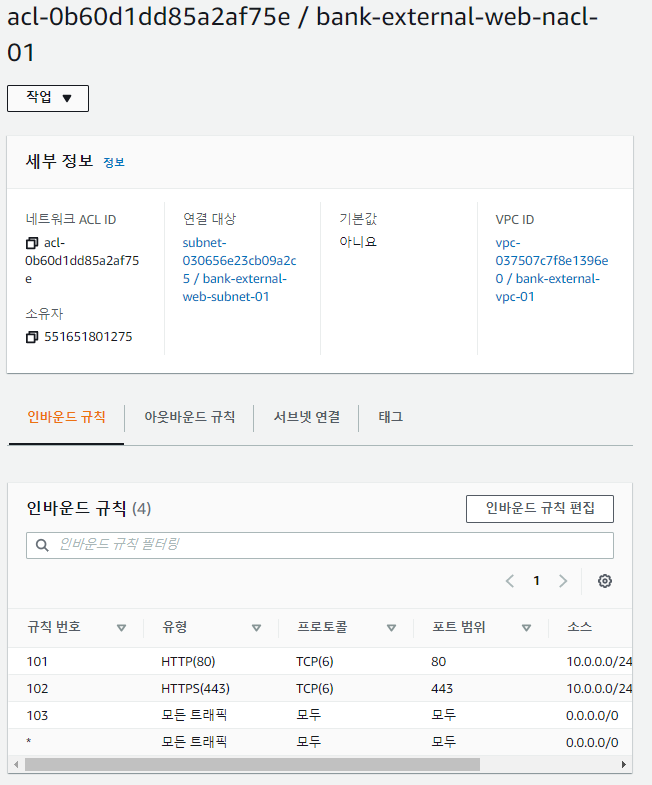 acl-0b60d1dd85a2af75e / bank-external-web-nacl-
01
작업
세부 정보 정보
네트워크 ACL ID
acl-
0b60d1dd85a2af75
e
소유자
551651801275
연결 대상
subnet-
030656e23cb09a2c
5 / bank-external-
web-subnet-01
기본값
아니요
VPC ID
vpc-
037507c7f8e1396e
0 / bank-external-
vpc-01
인바운드 규칙 아웃바운드 규칙 서브넷 연결 태그
인바운드 규칙 (4) 인바운드 규칙 편집
인바운드 규칙 필터링
1
규칙 번호 유형 프로토콜 포트 범위 소스
101 HTTP(80) TCP(6) 80 10.0.0.0/24
102 HTTPS(443) TCP(6) 443 10.0.0.0/24
103 모든 트래픽 모두 모두 0.0.0.0/0
* 모든 트래픽 모두 모두 0.0.0.0/0